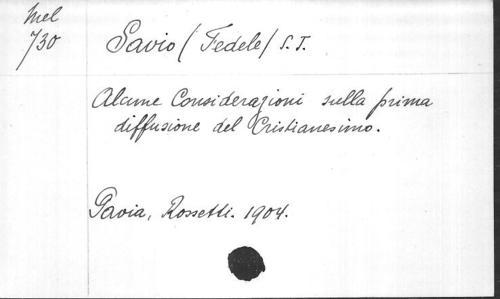 Mel
730
Savio (Fedele) S. J.
Alcune Considerazioni sulla prima
diffusione del Cristianesimo.
Pavia, Rossetti. 1904.